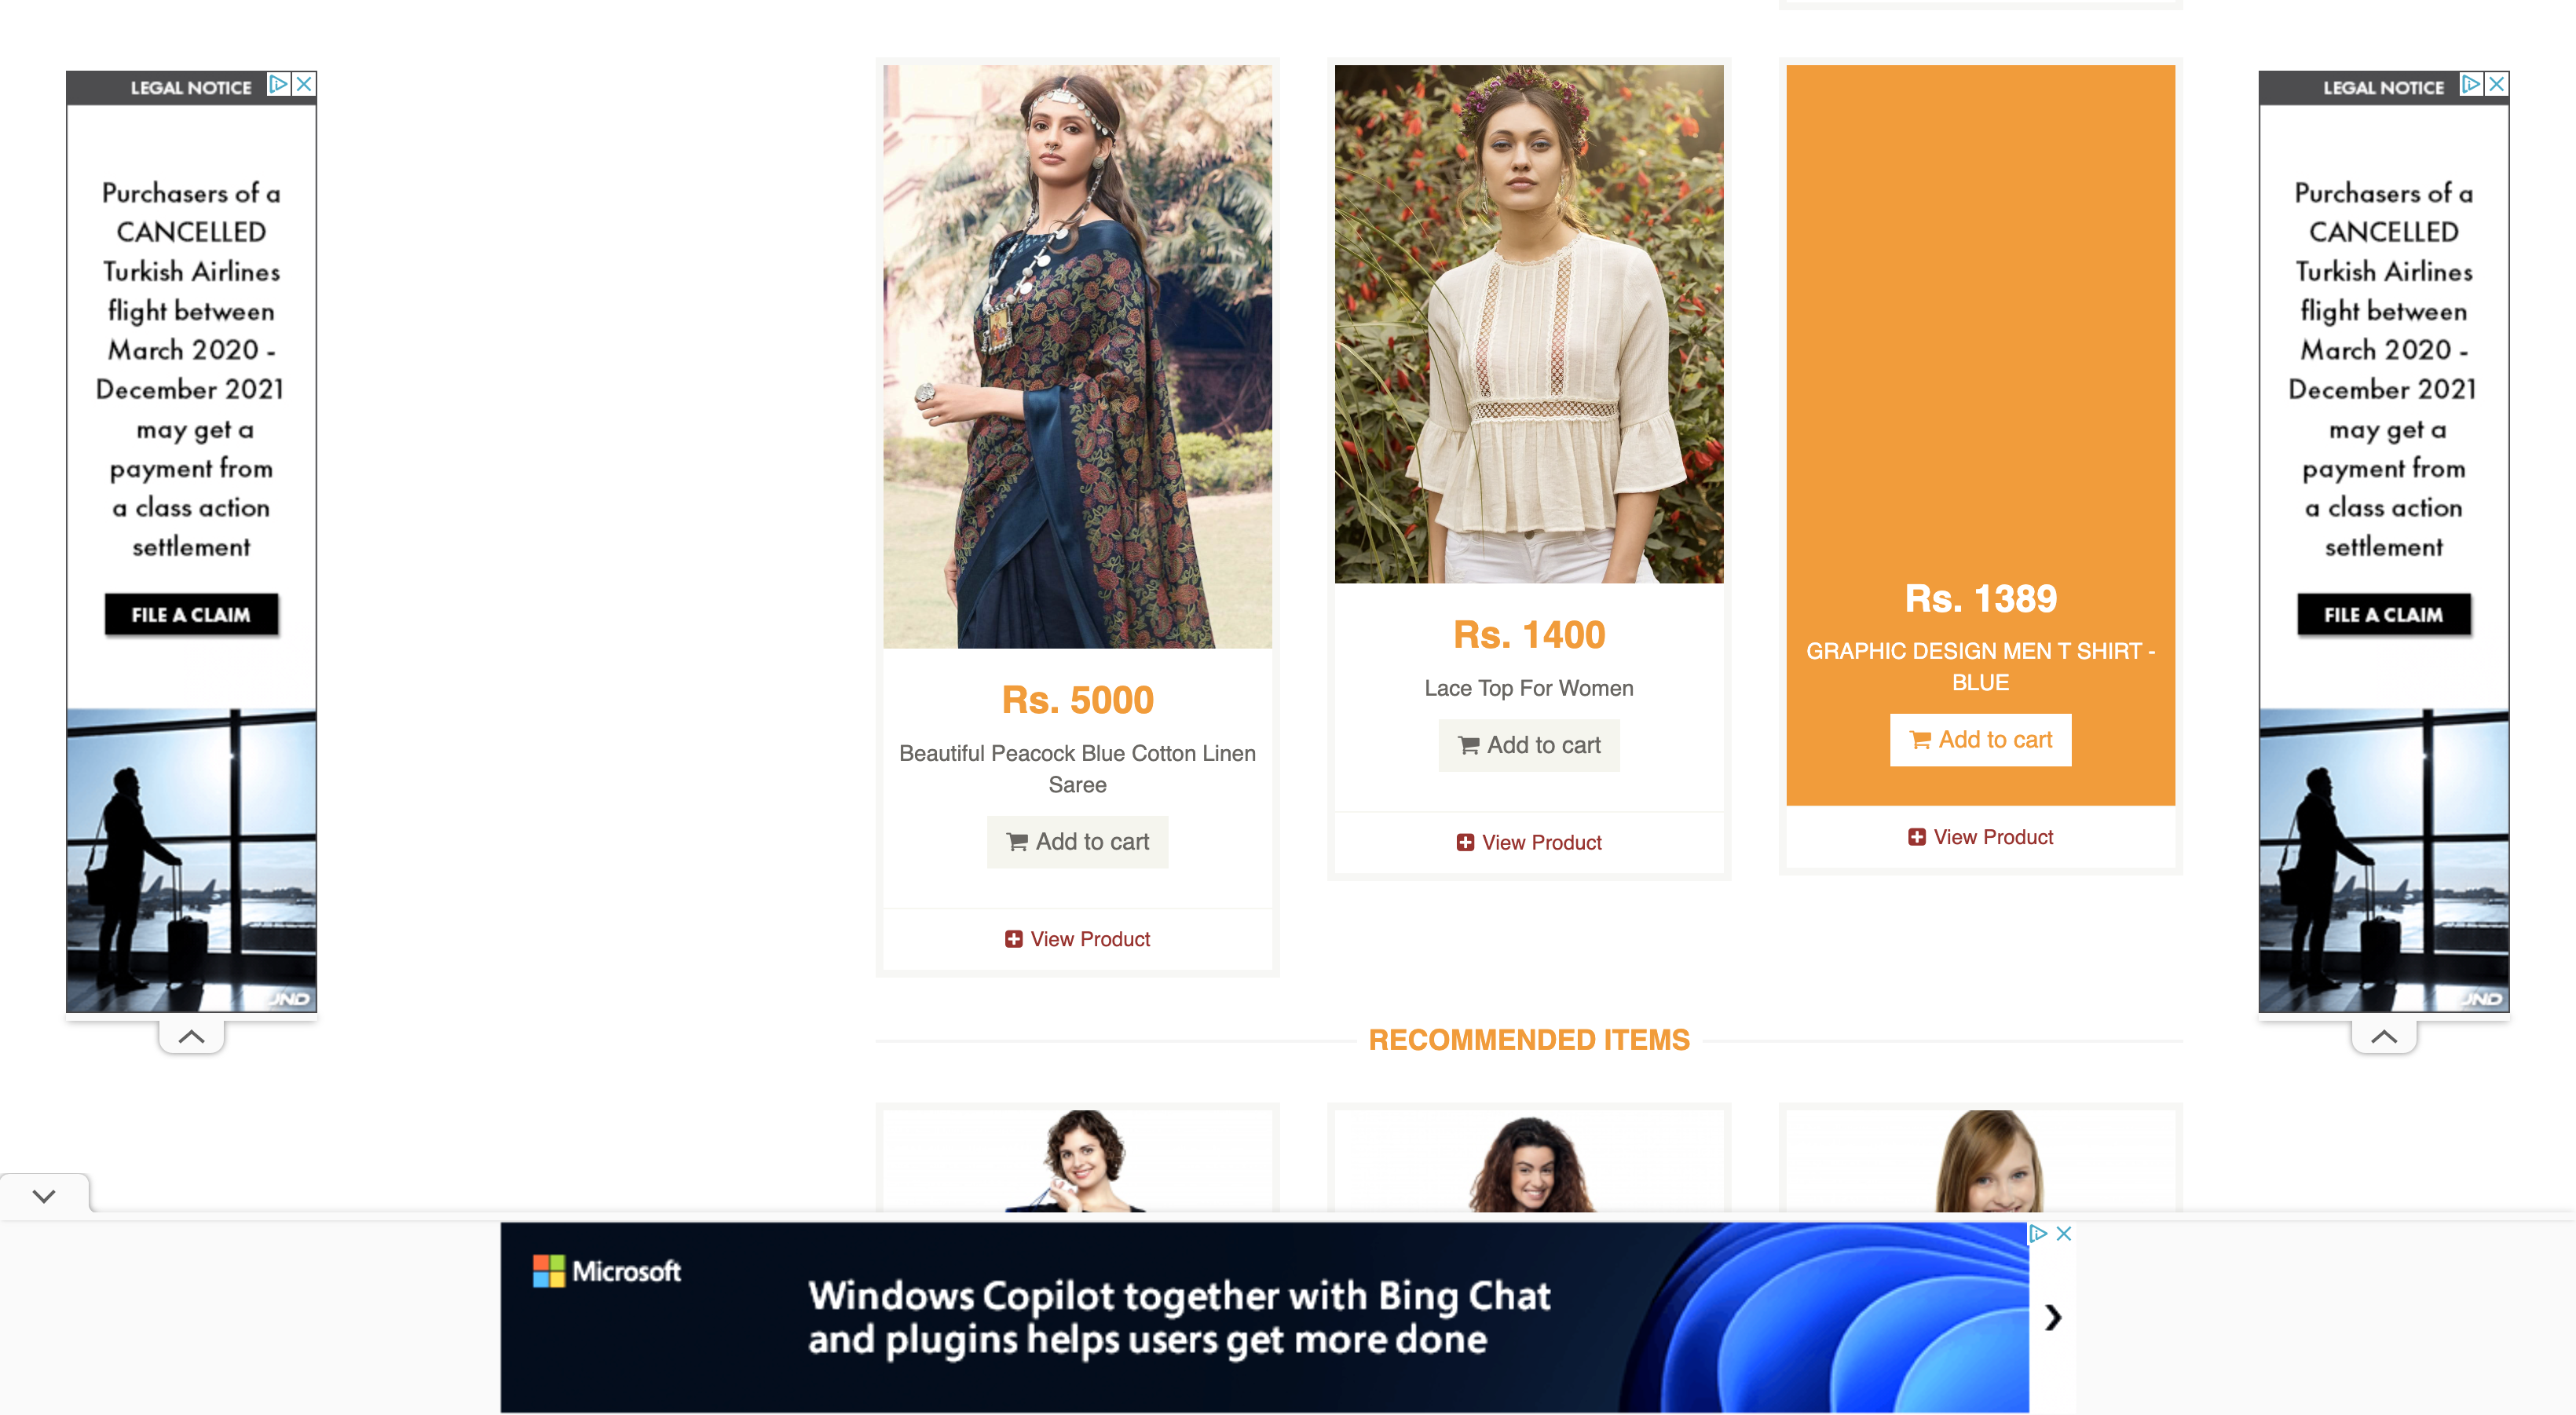 LEGAL NOTICE
Purchasers of a
CANCELLED
Turkish Airlines
flight between
March 2020 -
December 2021
may get a
payment from
a class action
settlement
FILE A CLAIM
JND
Rs. 5000
Beautiful Peacock Blue Cotton Linen
Saree
Add to cart
View Product
Rs. 1400
Lace Top For Women
Add to cart
View Product
Rs. 1389
GRAPHIC DESIGN MEN T SHIRT -
BLUE
Add to cart
View Product
LEGAL NOTICE
Purchasers of a
CANCELLED
Turkish Airlines
flight between
March 2020 -
December 2021
may get a
payment from
a class action
settlement
FILE A CLAIM
JND
RECOMMENDED ITEMS
Microsoft
Windows Copilot together with Bing Chat
and plugins helps users get more done